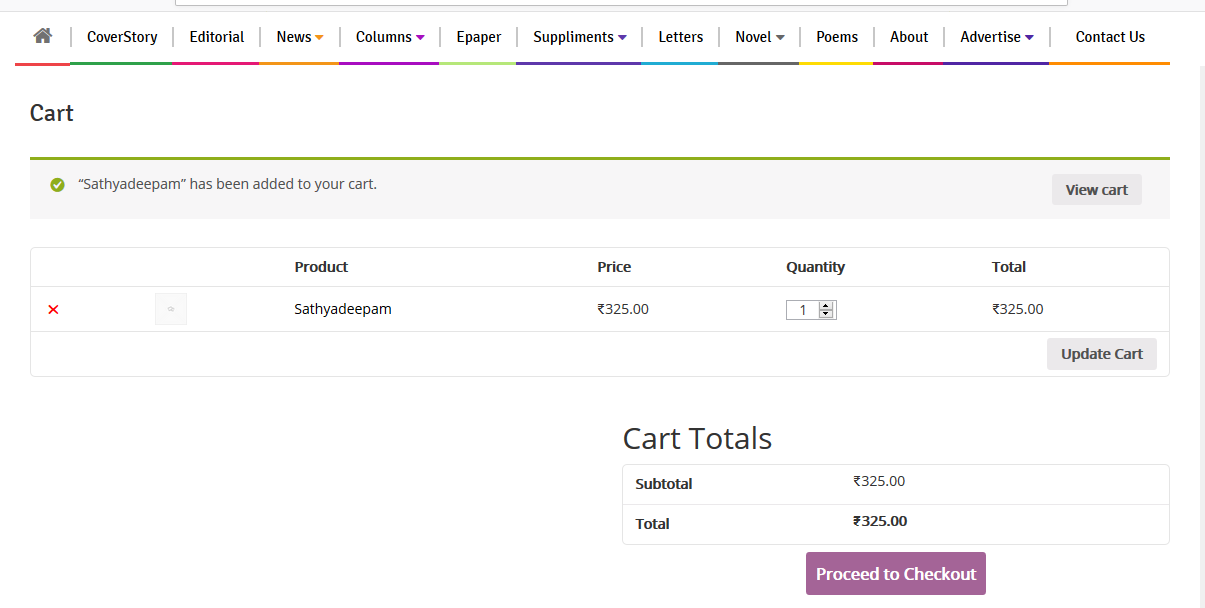 CoverStory Editorial News Columns Epaper Suppliments Letters Novel Poems About Advertise Contact Us
Cart
“Sathyadeepam” has been added to your cart.
View cart
Product Price Quantity Total
Sathyadeepam ₹325.00 1 ₹325.00
Update Cart
Cart Totals
Subtotal ₹325.00
Total ₹325.00
Proceed to Checkout